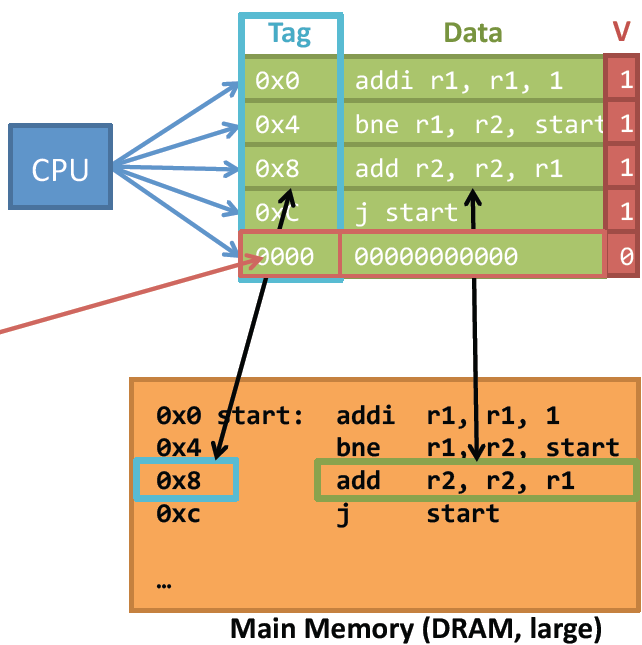 Tag Data V
0x0 addi r1, r1, 1 1
0x4 bne r1, r2, start 1
CPU
0x8 add r2, r2, r1 1
0xc j start 1
0000 00000000000 0
0x0 start: addi r1, r1, 1
0x4 bne r1, r2, start
0x8 add r2, r2, r1
0xc j start
…
Main Memory (DRAM, large)